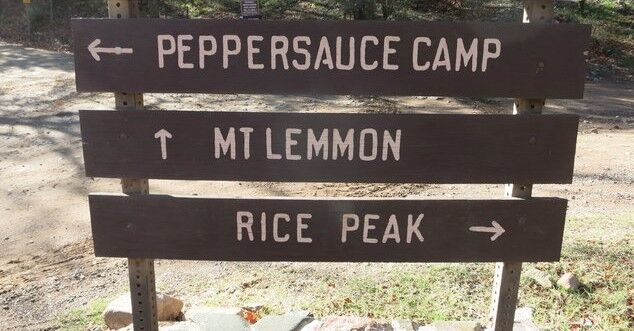 ← PEPPERSAUCE CAMP
↑ MT LEMMON
RICE PEAK →